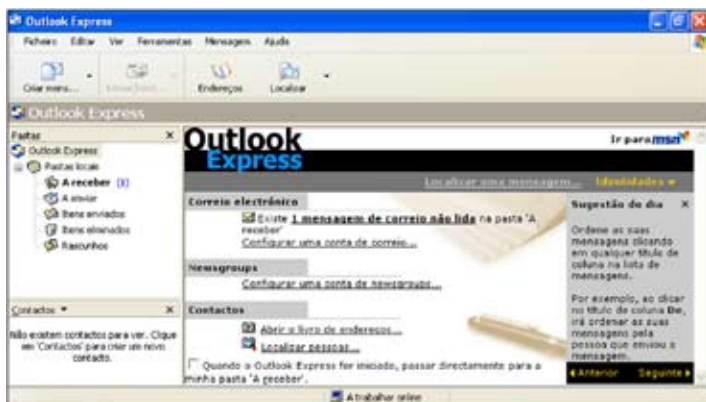 Outlook Express
Ficheiro Editar Ver Ferramentas Mensagem Ajuda
Criar mens... Endereços Localizar
Outlook Express
Pastas ×
Outlook Express
Pastas locais
A receber (1)
A enviar
Itens enviados
Itens eliminados
Rascunhos
Contactos ×
Não existem contactos para ver. Clique
em 'Contactos' para criar um novo
contacto.
Outlook
Express
Ir para msn
Localizar uma mensagem... Identidades
Correio electrónico
Existe 1 mensagem de correio não lida na pasta 'A
receber'
Configurar uma conta de correio...
Newsgroups
Configurar uma conta de newsgroups...
Contactos
Abrir o livro de endereços...
Localizar pessoas...
Quando o Outlook Express for iniciado, passar directamente para a
minha pasta 'A receber'.
Sugestão do dia ×
Ordene as suas
mensagens clicando
em qualquer título de
coluna na lista de
mensagens.
Por exemplo, ao clicar
no título de coluna De,
irá ordenar as suas
mensagens pela
pessoa que enviou a
mensagem.
Anterior Seguinte
A trabalhar online